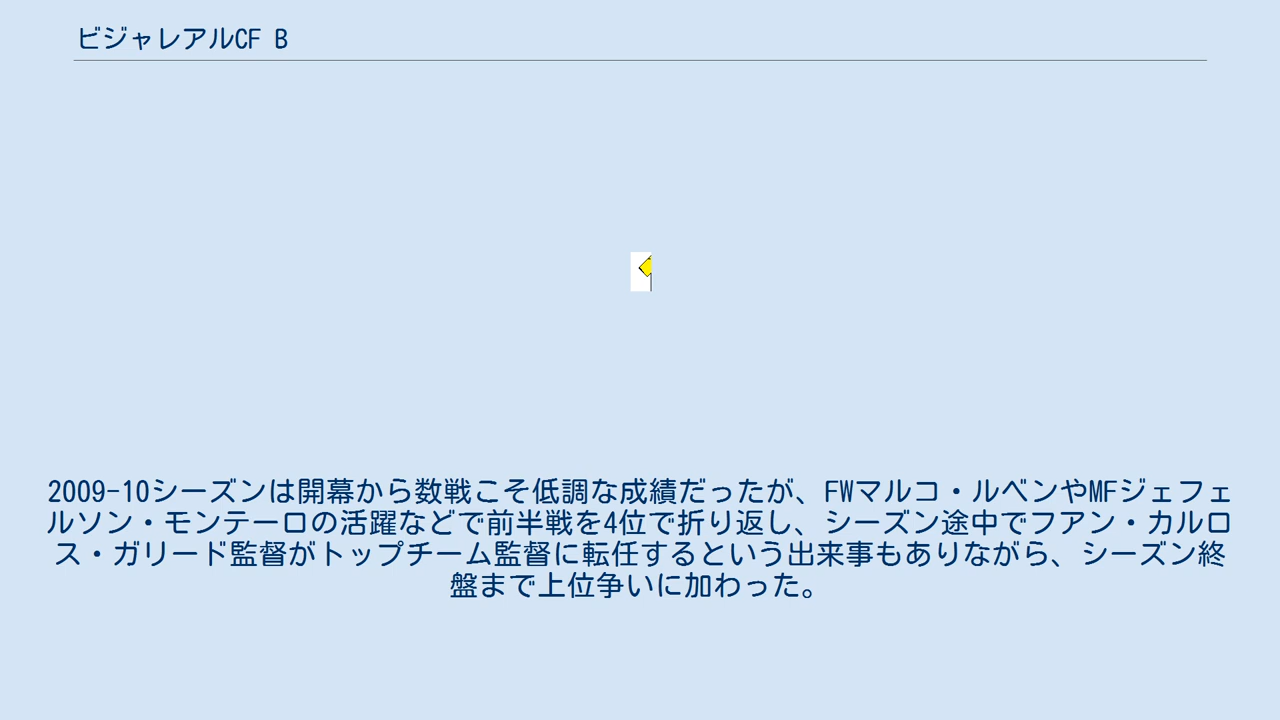 ビジャレアルCF B
2009-10シーズンは開幕から数戦こそ低調な成績だったが、FWマルコ・ルベンやMFジェフェ
ルソン・モンテーロの活躍などで前半戦を4位で折り返し、シーズン途中でフアン・カルロ
ス・ガリード監督がトップチーム監督に転任するという出来事もありながら、シーズン終
盤まで上位争いに加わった。